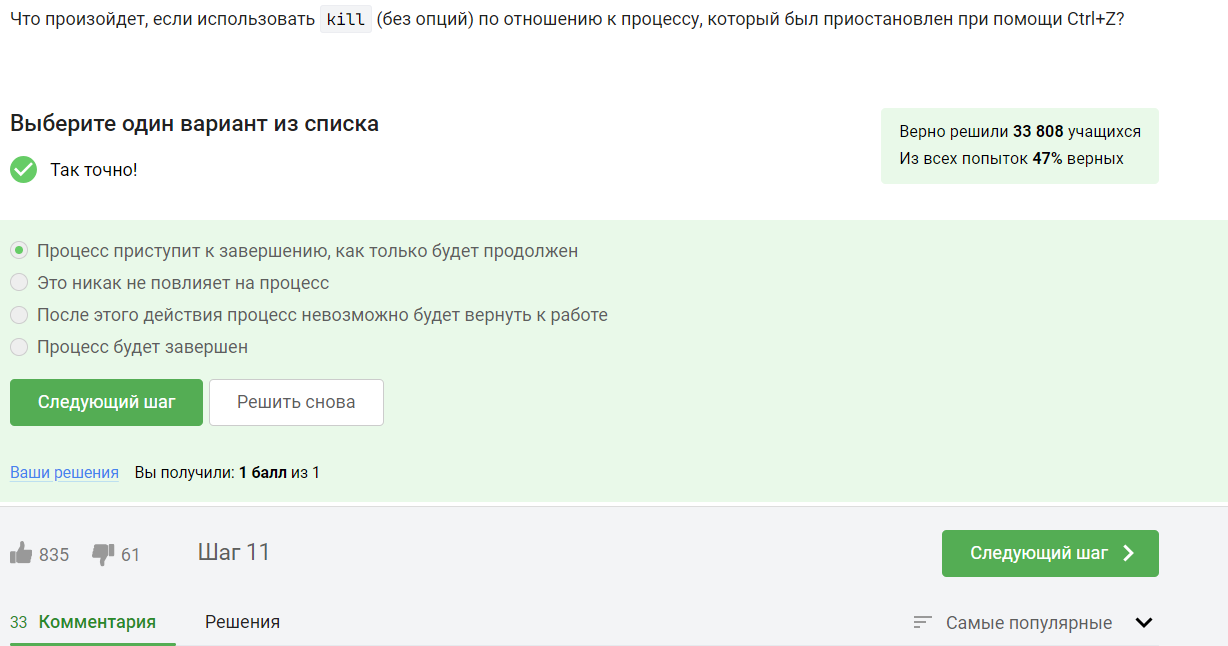 Что произойдет, если использовать kill (без опций) по отношению к процессу, который был приостановлен при помощи Ctrl+Z?
Выберите один вариант из списка
Так точно!
Верно решили 33 808 учащихся
Из всех попыток 47% верных
Процесс приступит к завершению, как только будет продолжен
Это никак не повлияет на процесс
После этого действия процесс невозможно будет вернуть к работе
Процесс будет завершен
Следующий шаг
Решить снова
Ваши решения Вы получили: 1 балл из 1
835 61 Шаг 11
Следующий шаг
33 Комментария Решения
Самые популярные